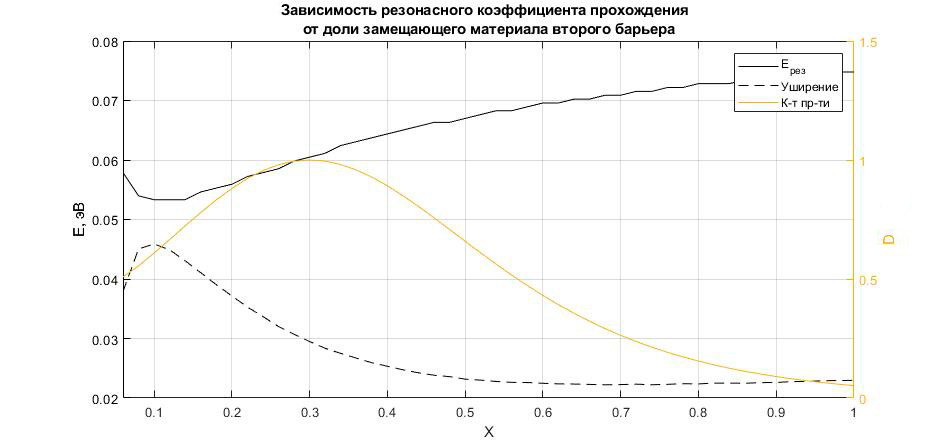 Зависимость резонасного коэффициента прохождения
от доли замещающего материала второго барьера
0.08
0.07
0.06
0.05
0.04
0.03
0.02
E, эВ
1.5
1
0.5
0
D
E рез
Уширение
К-т пр-ти
0.1 0.2 0.3 0.4 0.5 0.6 0.7 0.8 0.9 1
X